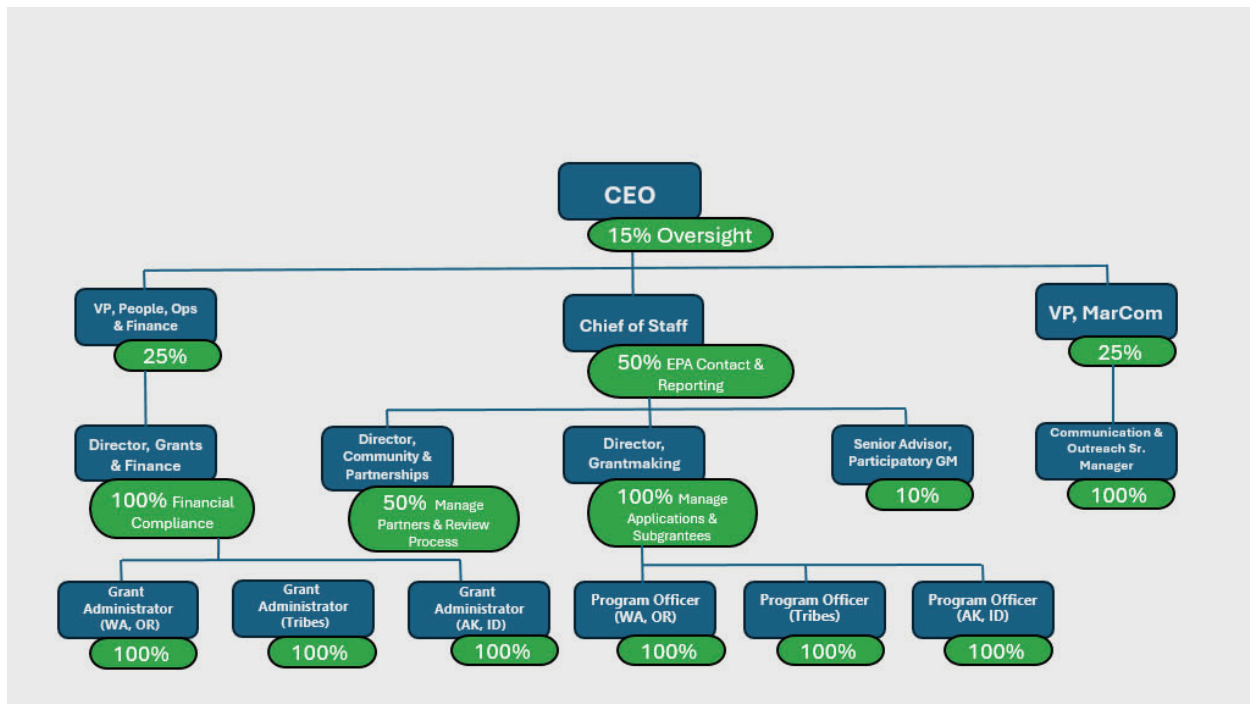 CEO
15% Oversight
VP, People, Ops
& Finance
25%
Chief of Staff
50% EPA Contact &
Reporting
VP, MarCom
25%
Director, Grants
& Finance
100% Financial
Compliance
Director,
Community &
Partnerships
50% Manage
Partners & Review
Process
Director,
Grantmaking
100% Manage
Applications &
Subgrantees
Senior Advisor,
Participatory GM
10%
Communication &
Outreach Sr.
Manager
100%
Grant
Administrator
(WA, OR)
100%
Grant
Administrator
(Tribes)
100%
Grant
Administrator
(AK, ID)
100%
Program Officer
(WA, OR)
100%
Program Officer
(Tribes)
100%
Program Officer
(AK, ID)
100%